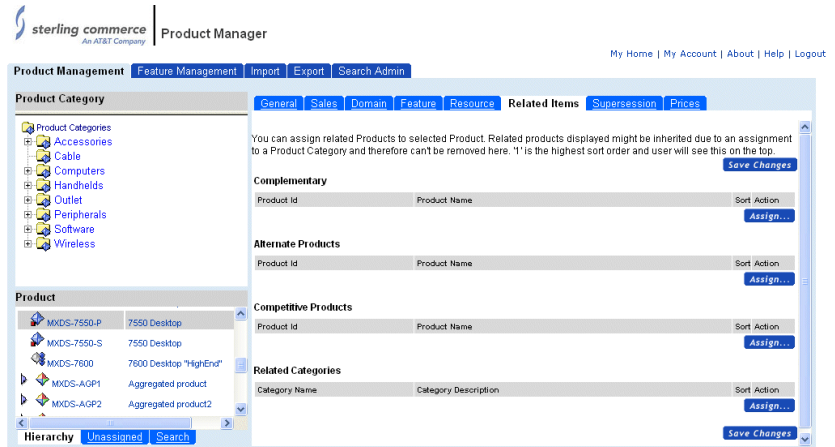 sterling commerce
An AT&T Company
Product Manager
My Home | My Account | About | Help | Logout
Product Management Feature Management Import Export Search Admin
Product Category
Product Categories
Accessories
Cable
Computers
Handhelds
Outlet
Peripherals
Software
Wireless
Product
MXDS-7550-P 7550 Desktop
MXDS-7550-S 7550 Desktop
MXDS-7600 7600 Desktop "HighEnd"
MXDS-AGP1 Aggregated product
MXDS-AGP2 Aggregated product2
Hierarchy Unassigned Search
General Sales Domain Feature Resource Related Items Supersession Prices
You can assign related Products to selected Product. Related products displayed might be inherited due to an assignment
to a Product Category and therefore can't be removed here. '1' is the highest sort order and user will see this on the top.
Save Changes
Complementary
Product Id Product Name Sort Action
Assign...
Alternate Products
Product Id Product Name Sort Action
Assign...
Competitive Products
Product Id Product Name Sort Action
Assign...
Related Categories
Category Name Category Description Sort Action
Assign...
Save Changes